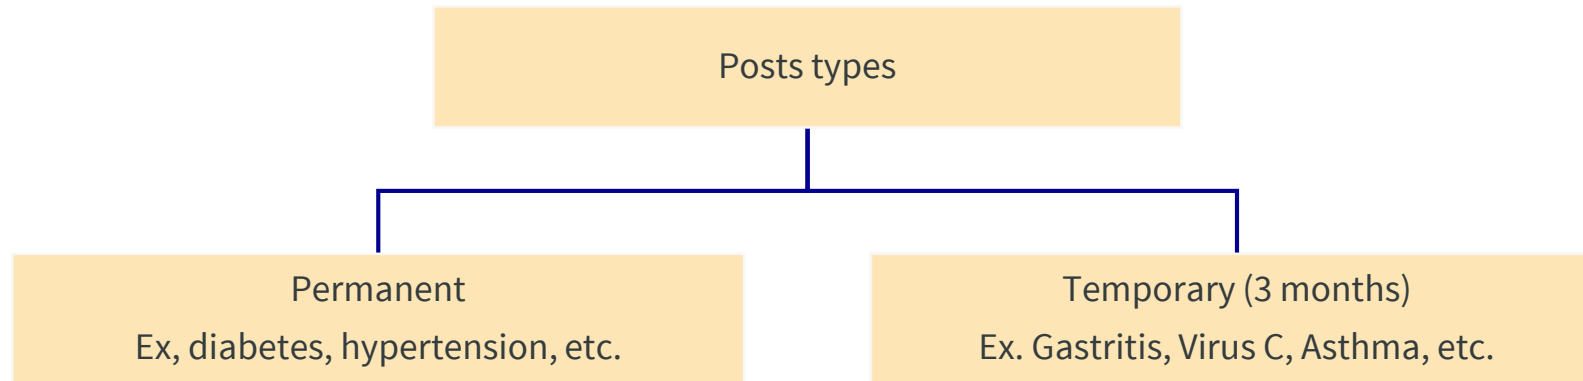 Posts types
Permanent
Ex, diabetes, hypertension, etc.
Temporary (3 months)
Ex. Gastritis, Virus C, Asthma, etc.